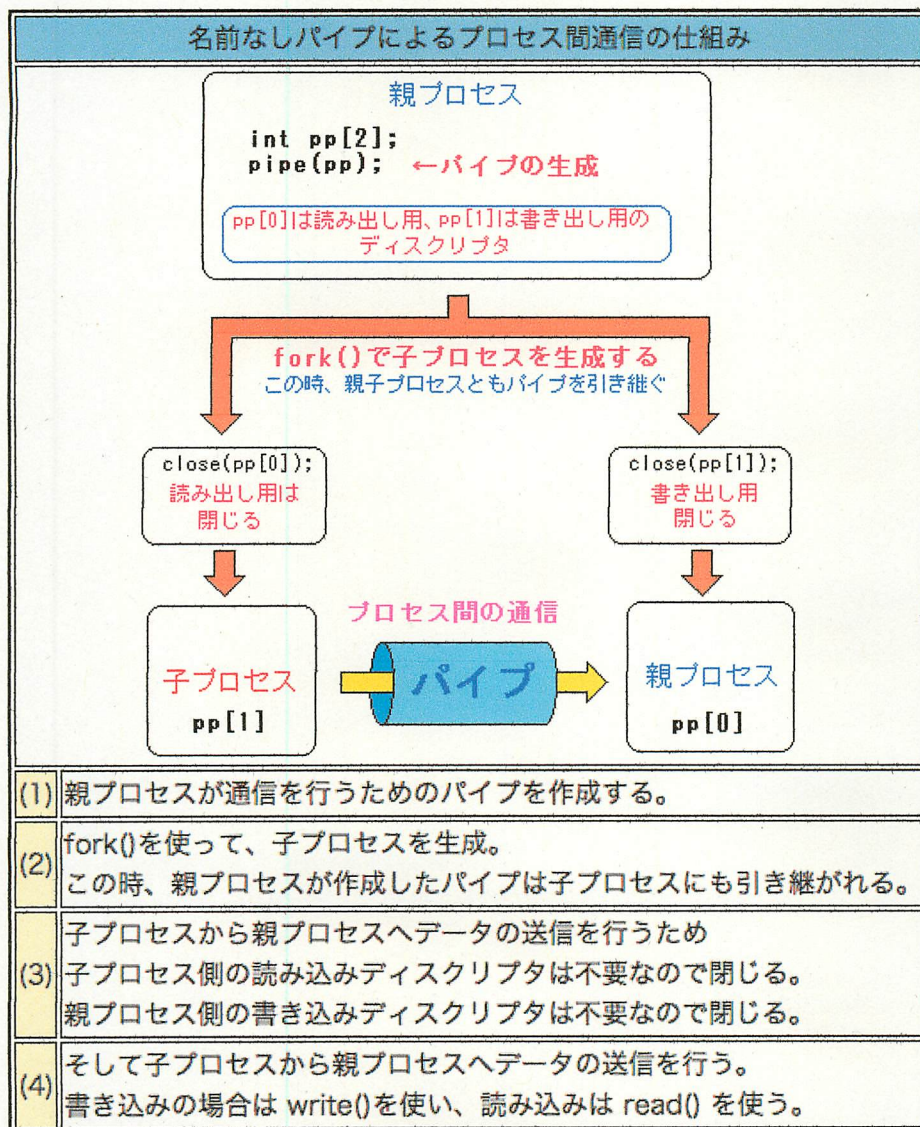 名前なしパイプによるプロセス間通信の仕組み
親プロセス
int pp[2];
pipe(pp); ←パイプの生成
pp[0]は読み出し用、pp[1]は書き出し用の
ディスクリプタ
fork()で子プロセスを生成する
この時、親子プロセスともパイプを引き継ぐ
close(pp[0]);
読み出し用は
閉じる
close(pp[1]);
書き出し用
閉じる
プロセス間の通信
子プロセス
pp[1]
パイプ
親プロセス
pp[0]
(1) 親プロセスが通信を行うためのパイプを作成する。
(2) fork()を使って、子プロセスを生成。
この時、親プロセスが作成したパイプは子プロセスにも引き継がれる。
(3) 子プロセスから親プロセスへデータの送信を行うため
子プロセス側の読み込みディスクリプタは不要なので閉じる。
親プロセス側の書き込みディスクリプタは不要なので閉じる。
(4) そして子プロセスから親プロセスへデータの送信を行う。
書き込みの場合は write()を使い、読み込みは read() を使う。